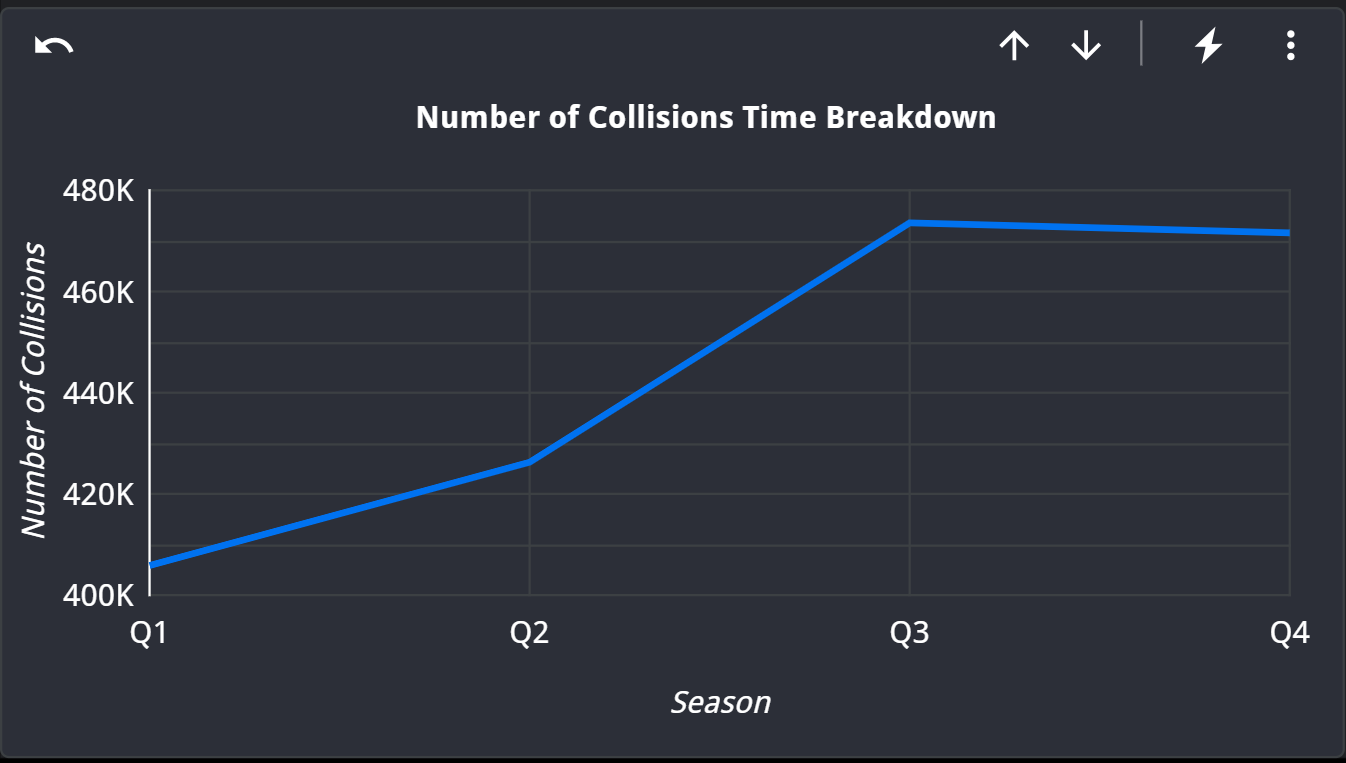 Number of Collisions Time Breakdown
Number of Collisions
480K
460K
440K
420K
400K
Q1 Q2 Q3 Q4
Season